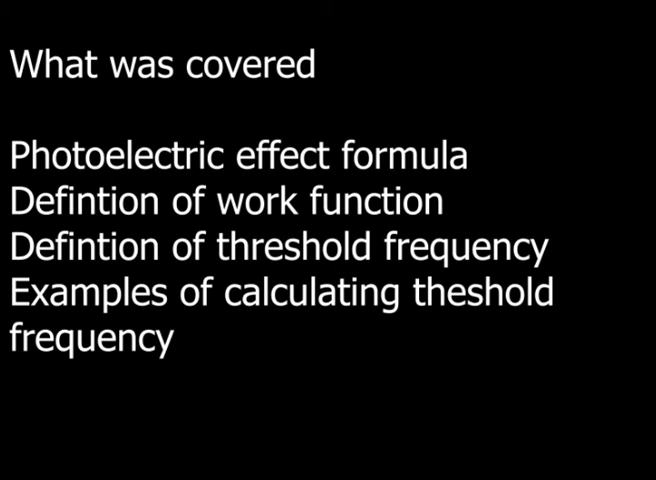 What was covered
Photoelectric effect formula
Defintion of work function
Defintion of threshold frequency
Examples of calculating theshold
frequency